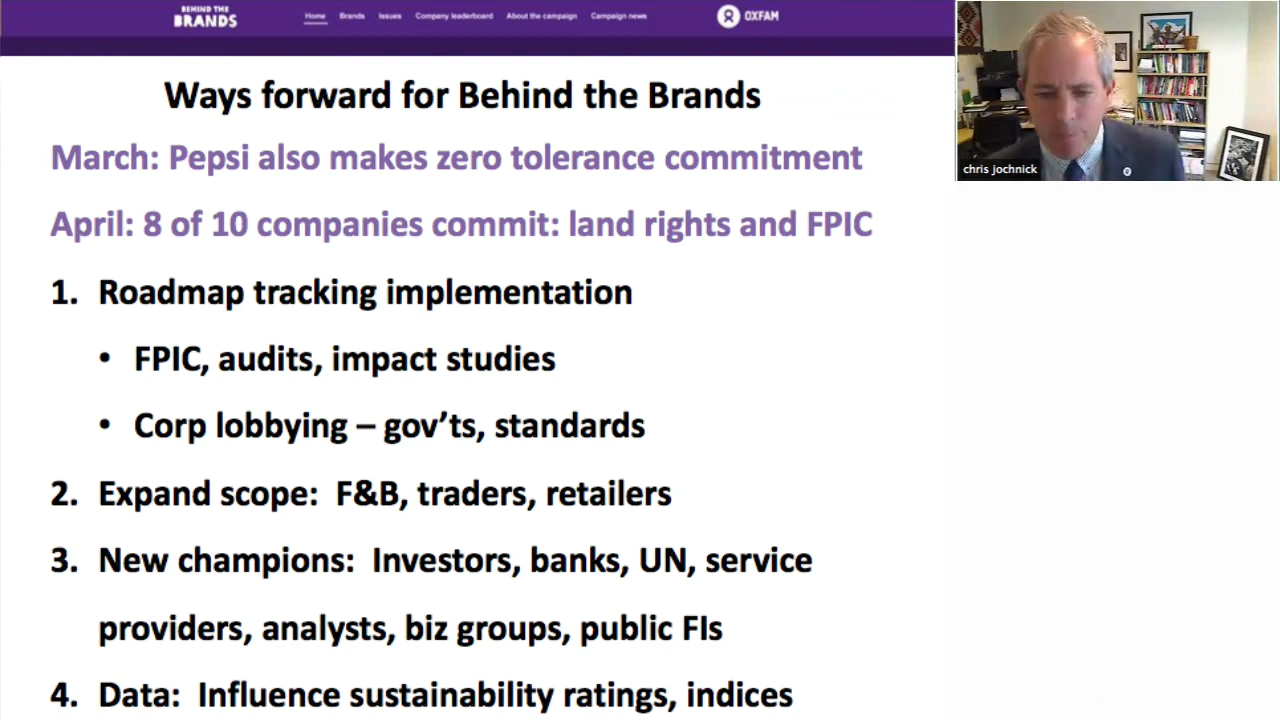 BEHIND THE
BRANDS
Home Brands Issues Company leaderboard About the campaign Campaign news
OXFAM
Ways forward for Behind the Brands
March: Pepsi also makes zero tolerance commitment
April: 8 of 10 companies commit: land rights and FPIC
1. Roadmap tracking implementation
• FPIC, audits, impact studies
• Corp lobbying – gov’ts, standards
2. Expand scope: F&B, traders, retailers
3. New champions: Investors, banks, UN, service
providers, analysts, biz groups, public FIs
4. Data: Influence sustainability ratings, indices
chris jochnick